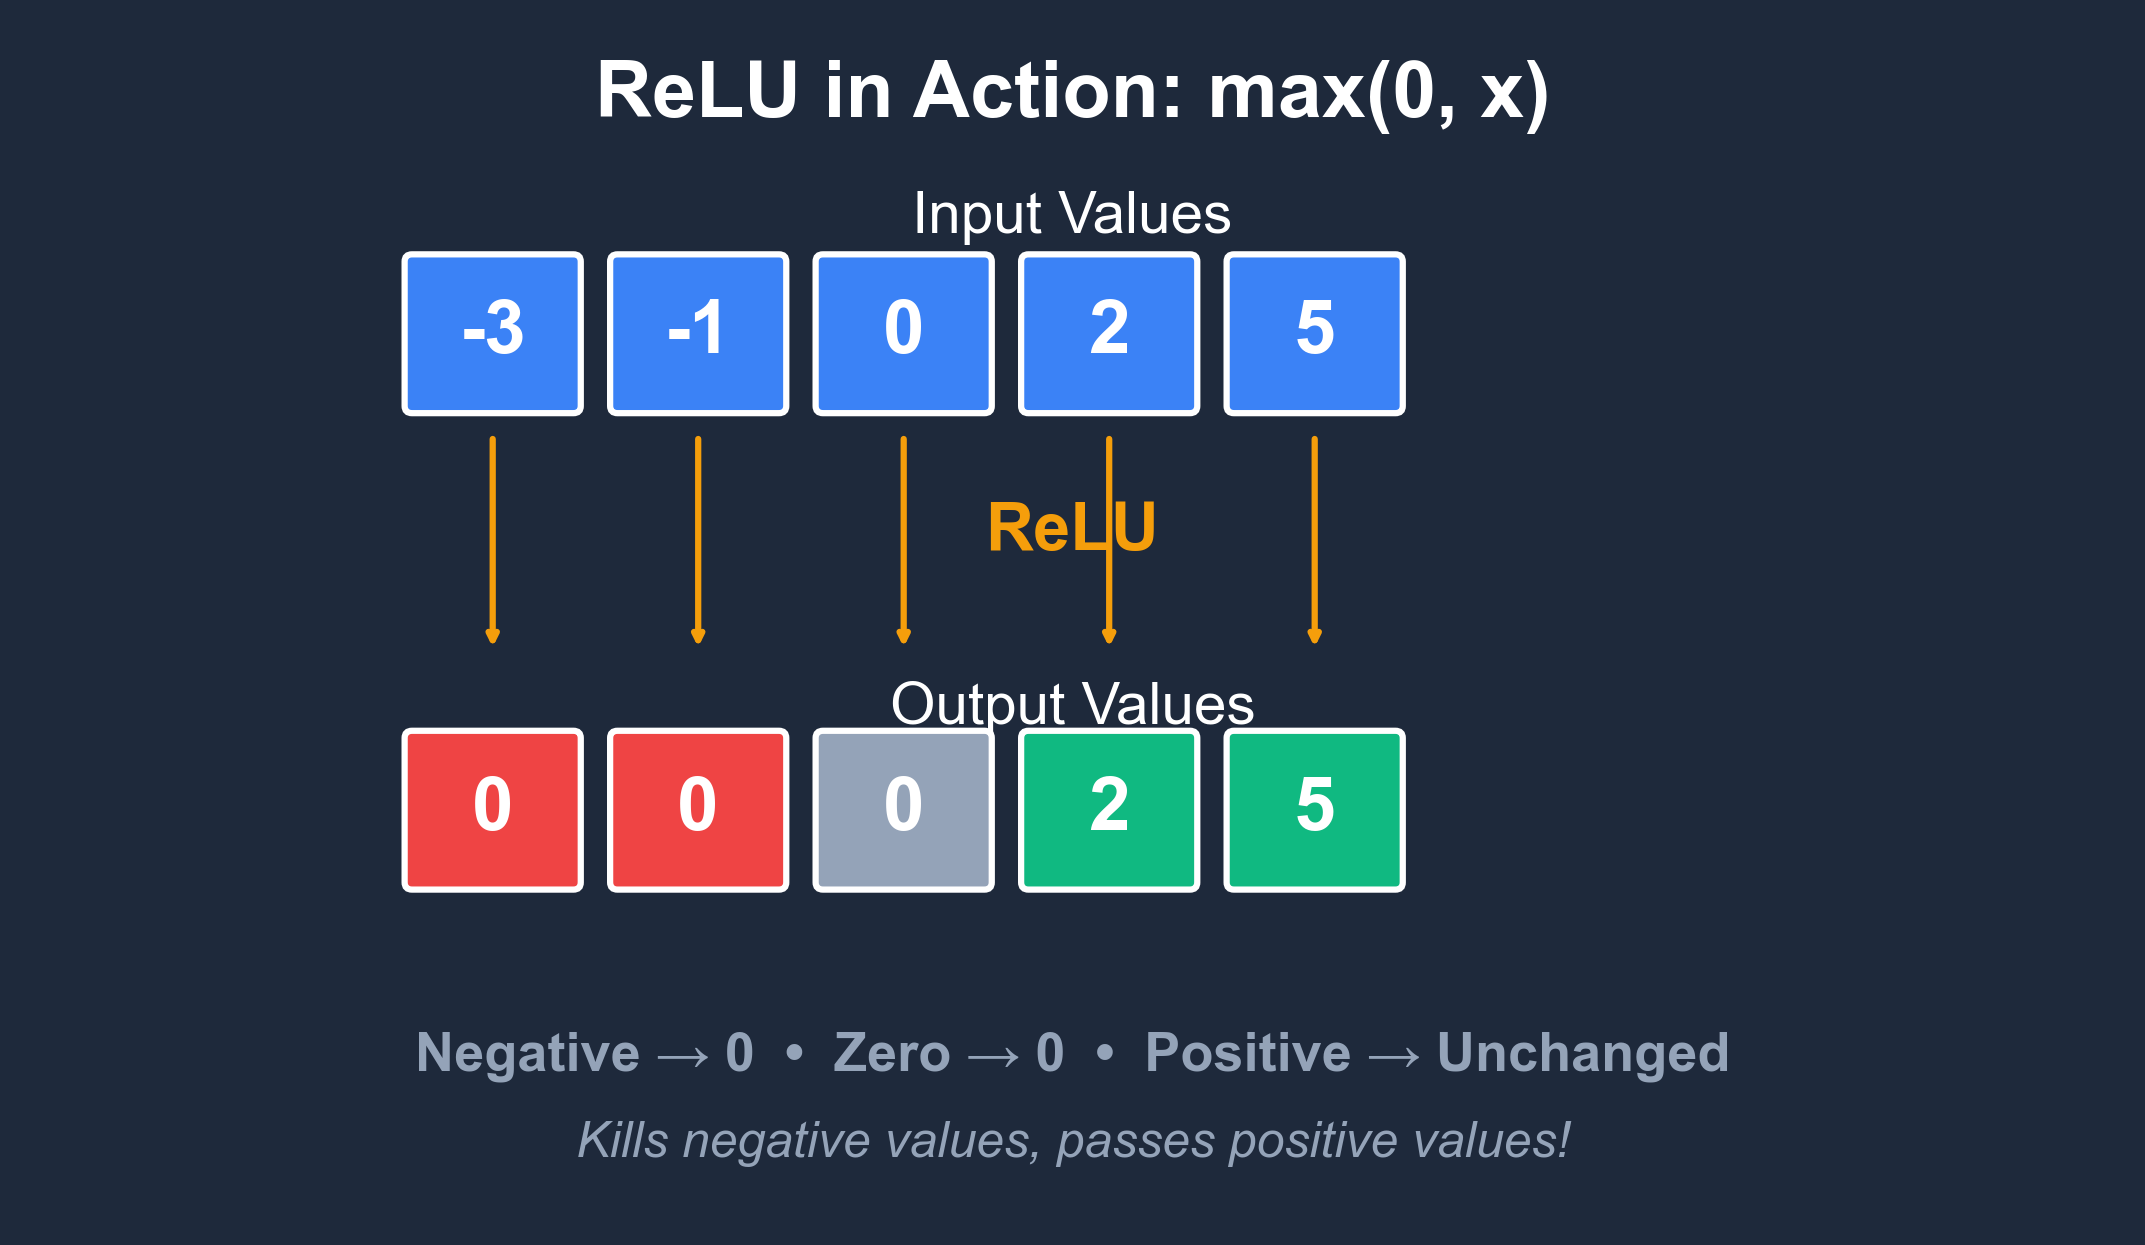 ReLU in Action: max(0, x)
Input Values
-3 -1 0 2 5
ReLU
Output Values
0 0 0 2 5
Negative → 0 • Zero → 0 • Positive → Unchanged
Kills negative values, passes positive values!